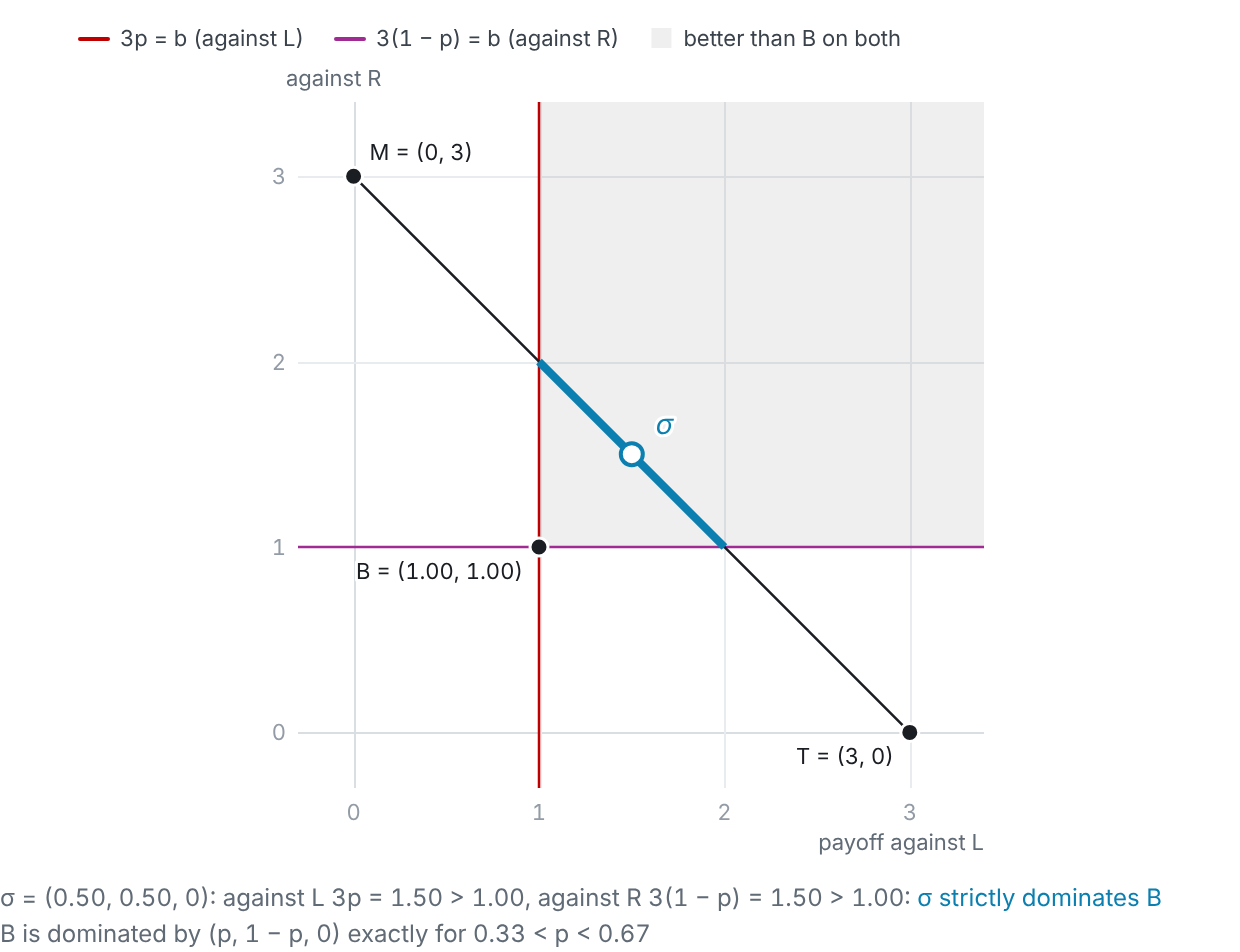 3p = b (against L) 3(1 − p) = b (against R) better than B on both
against R
M = (0, 3)
3
2
σ
1
B = (1.00, 1.00)
0
T = (3, 0)
0 1 2 3
payoff against L
σ = (0.50, 0.50, 0): against L 3p = 1.50 > 1.00, against R 3(1 − p) = 1.50 > 1.00: σ strictly dominates B
B is dominated by (p, 1 − p, 0) exactly for 0.33 < p < 0.67